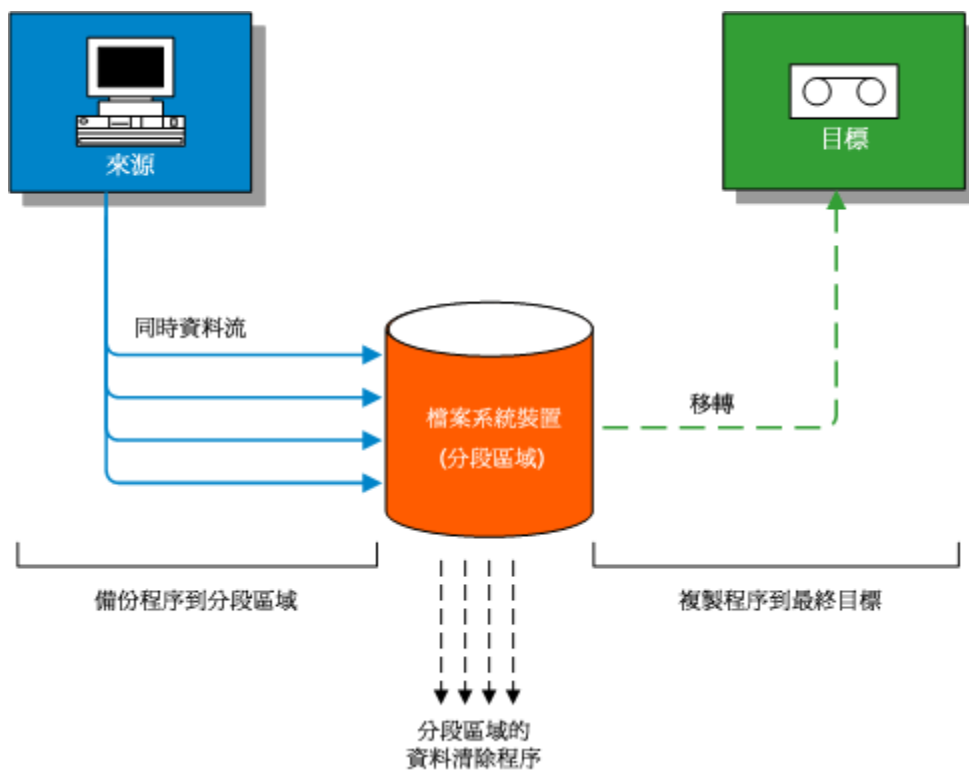 來源
目標
同時資料流
檔案系統裝置
(分段區域)
移轉
備份程序到分段區域
複製程序到最終目標
分段區域的
資料清除程序